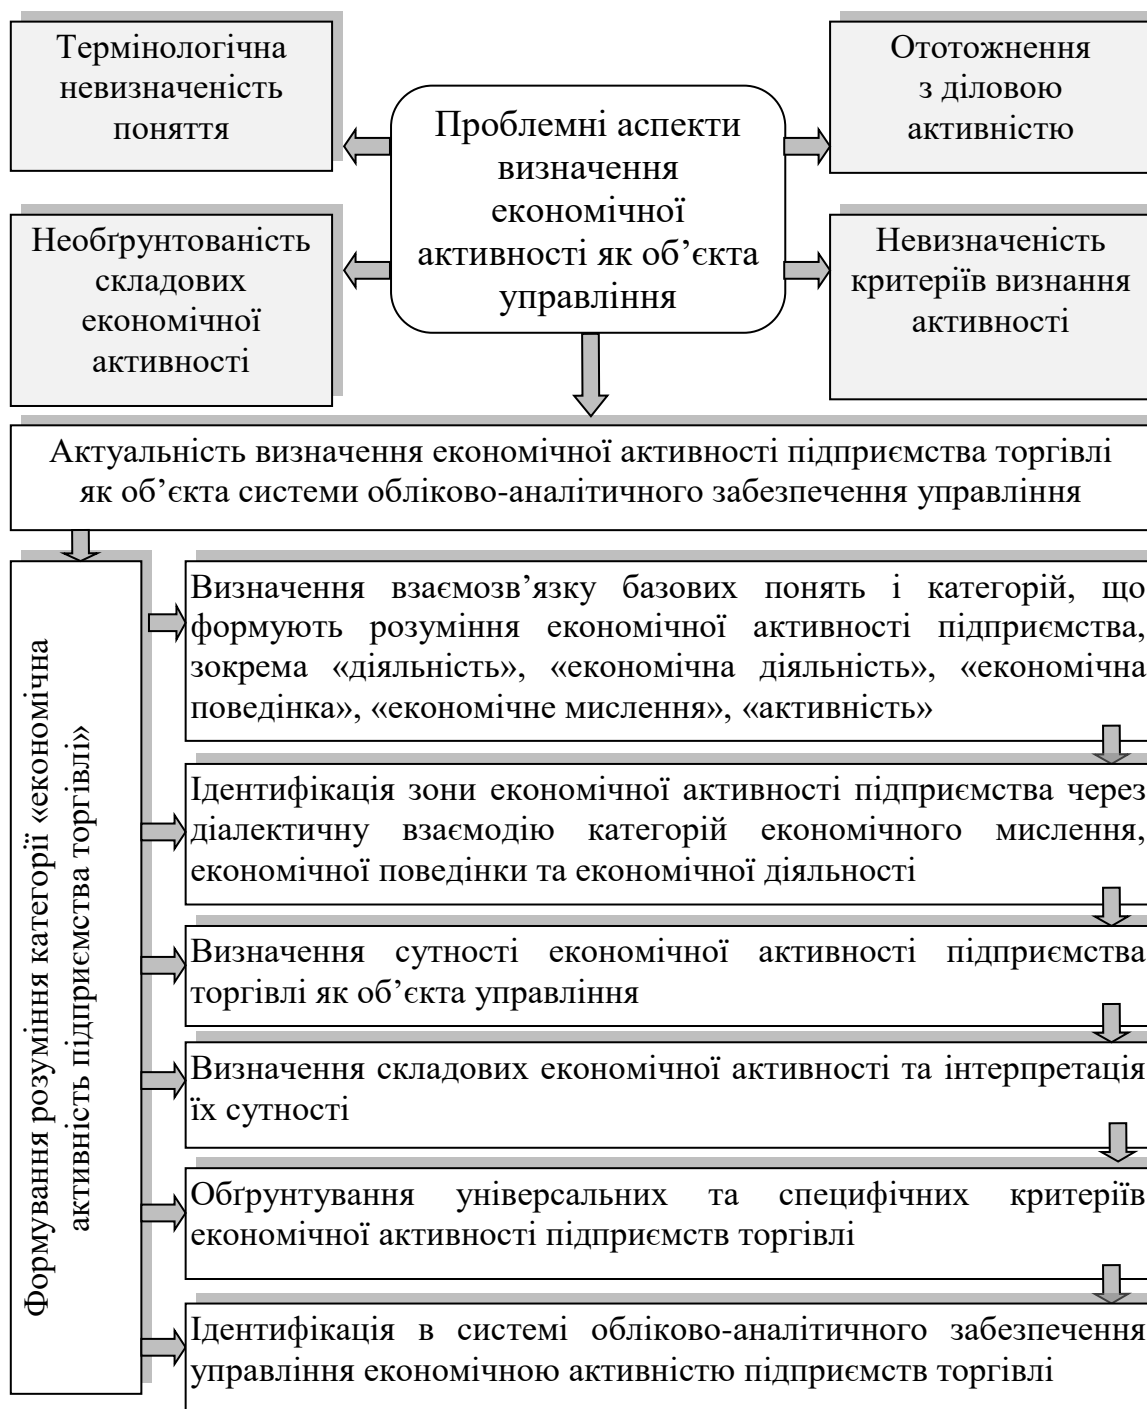 Термінологічна
невизначеність
поняття
Ототожнення
з діловою
активністю
Проблемні аспекти
визначення
економічної
активності як об’єкта
управління
Необґрунтованість
складових
економічної
активності
Невизначеність
критеріїв визнання
активності
Актуальність визначення економічної активності підприємства торгівлі
як об’єкта системи обліково-аналітичного забезпечення управління
Формування розуміння категорії «економічна
активність підприємства торгівлі»
Визначення взаємозв’язку базових понять і категорій, що
формують розуміння економічної активності підприємства,
зокрема «діяльність», «економічна діяльність», «економічна
поведінка», «економічне мислення», «активність»
Ідентифікація зони економічної активності підприємства через
діалектичну взаємодію категорій економічного мислення,
економічної поведінки та економічної діяльності
Визначення сутності економічної активності підприємства
торгівлі як об’єкта управління
Визначення складових економічної активності та інтерпретація
їх сутності
Обґрунтування універсальних та специфічних критеріїв
економічної активності підприємств торгівлі
Ідентифікація в системі обліково-аналітичного забезпечення
управління економічною активністю підприємств торгівлі